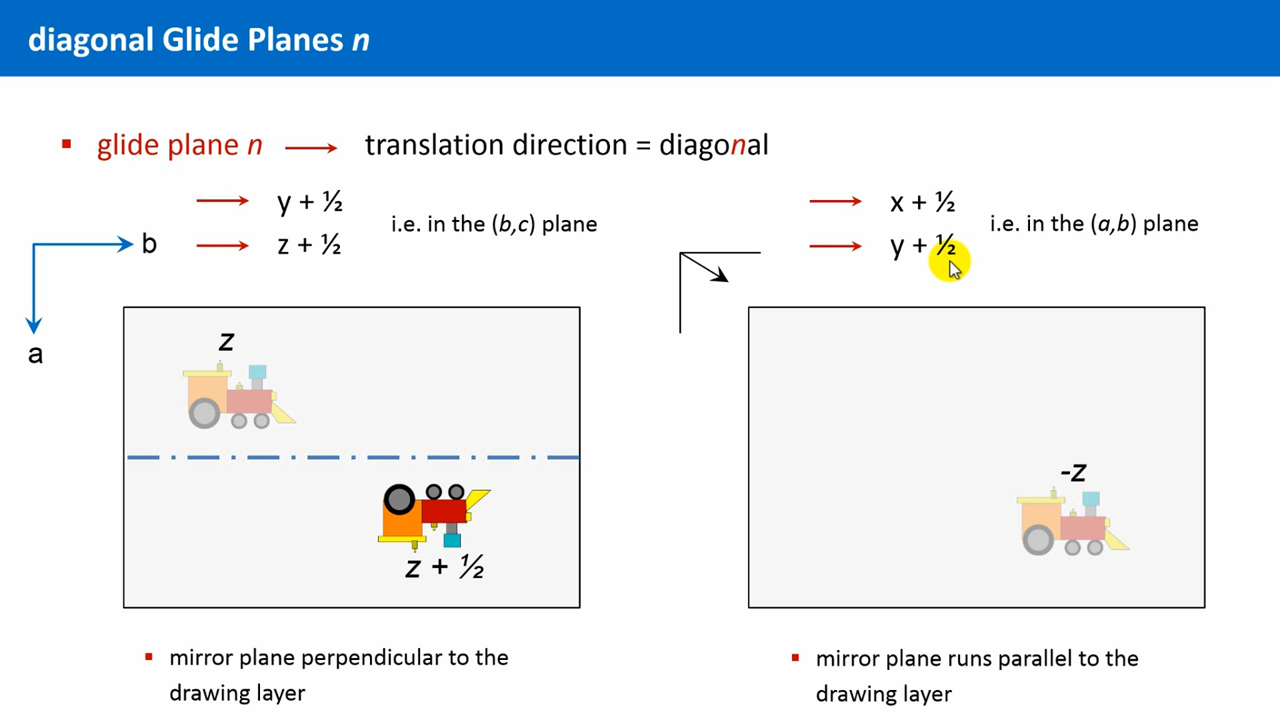 diagonal Glide Planes n
▪ glide plane n → translation direction = diagonal
→ y + ½
→ z + ½
i.e. in the (b,c) plane
→ x + ½
→ y + ½
i.e. in the (a,b) plane
b
a
z
z + ½
-z
▪ mirror plane perpendicular to the
drawing layer
▪ mirror plane runs parallel to the
drawing layer